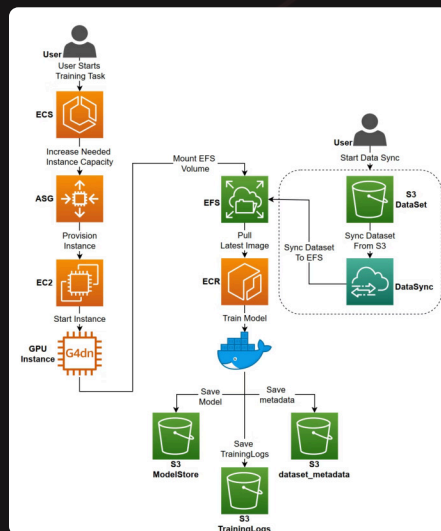 User
User Starts
Training Task
ECS
Increase Needed
Instance Capacity
ASG
Provision
Instance
EC2
Start Instance
GPU
Instance
G4dn
Mount EFS
Volume
EFS
Pull
Latest Image
ECR
Train Model
Sync Dataset
To EFS
User
Start Data Sync
S3
DataSet
Sync Dataset
From S3
DataSync
Save
Model
Save
metadata
Save
TrainingLogs
S3
ModelStore
S3
dataset_metadata
S3
TrainingLogs